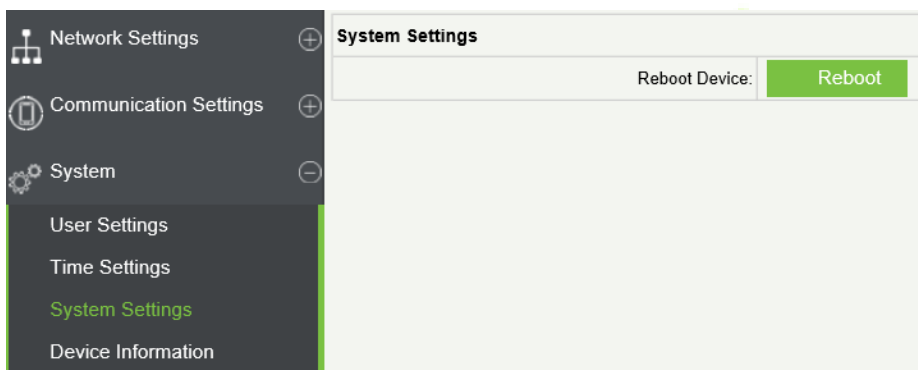 Network Settings
Communication Settings
System
User Settings
Time Settings
System Settings
Device Information
System Settings
Reboot Device:
Reboot